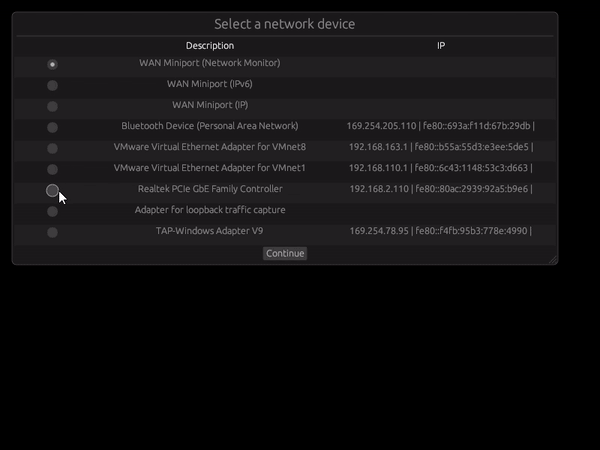 Select a network device
Description IP
WAN Miniport (Network Monitor)
WAN Miniport (IPv6)
WAN Miniport (IP)
Bluetooth Device (Personal Area Network) 169.254.205.110 | fe80::693a:f11d:67b:29db |
VMware Virtual Ethernet Adapter for VMnet8 192.168.163.1 | fe80::b55a:55d3:e3ee:5de5 |
VMware Virtual Ethernet Adapter for VMnet1 192.168.110.1 | fe80::6c43:1148:53c3:d663 |
Realtek PCIe GbE Family Controller 192.168.2.110 | fe80::80ac:2939:92a5:b9e6 |
Adapter for loopback traffic capture
TAP-Windows Adapter V9 169.254.78.95 | fe80::f4fb:95b3:778e:4990 |
Continue